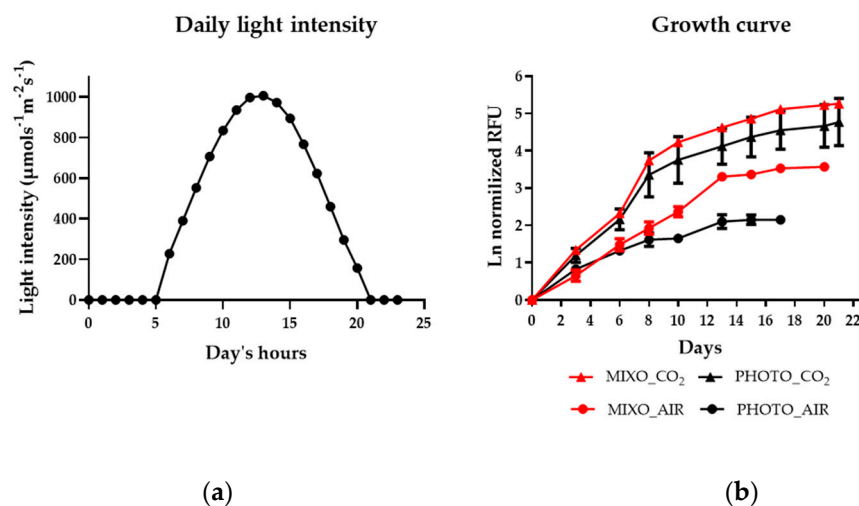 Daily light intensity
Light intensity (μmols⁻¹m⁻²s⁻¹)
1000
800
600
400
200
0
0 5 10 15 20 25
Day's hours
(a)
Growth curve
Ln normilized RFU
6
5
4
3
2
1
0
0 2 4 6 8 10 12 14 16 18 20 22
Days
MIXO_CO₂ PHOTO_CO₂
MIXO_AIR PHOTO_AIR
(b)